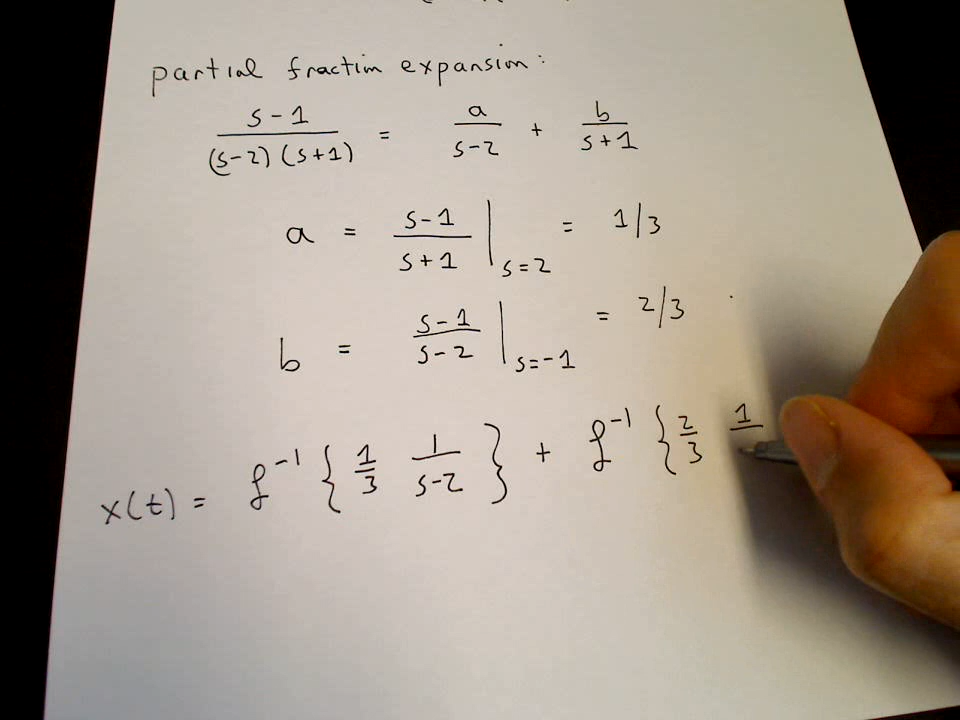 partial fraction expansion:
s-1/(s-2)(s+1) = a/s-2 + b/s+1
a = s-1/s+1 | s=2 = 1/3
b = s-1/s-2 | s=-1 = 2/3
x(t) = ℒ⁻¹ { 1/3 1/s-2 } + ℒ⁻¹ { 2/3 1